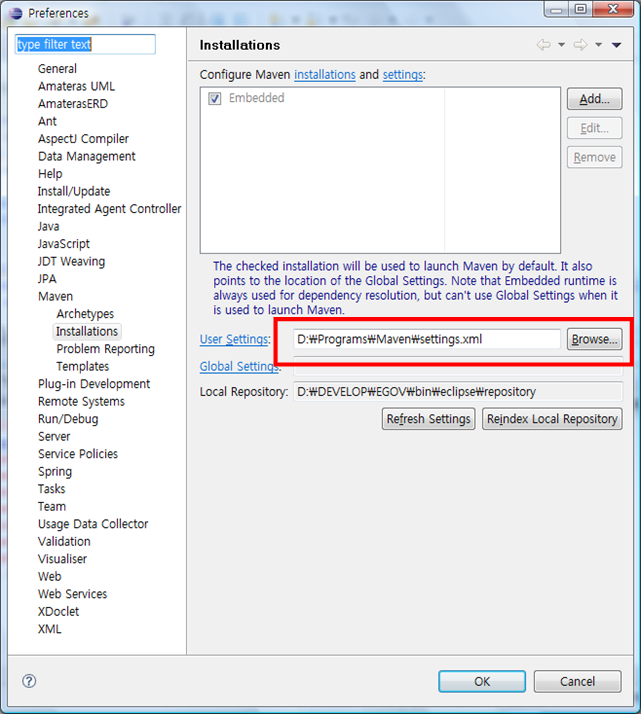 Preferences
type filter text
General
Amateras UML
AmaterasERD
Ant
AspectJ Compiler
Data Management
Help
Install/Update
Integrated Agent Controller
Java
JavaScript
JDT Weaving
JPA
Maven
Archetypes
Installations
Problem Reporting
Templates
Plug-in Development
Remote Systems
Run/Debug
Server
Service Policies
Spring
Tasks
Team
Usage Data Collector
Validation
Visualiser
Web
Web Services
XDoclet
XML
Installations
Configure Maven installations and settings:
Embedded
Add...
Edit...
Remove
The checked installation will be used to launch Maven by default. It also
points to the location of the Global Settings. Note that Embedded runtime is
always used for dependency resolution, but can't use Global Settings when it
is used to launch Maven.
User Settings: D:₩Programs₩Maven₩settings.xml Browse...
Global Settings:
Local Repository: D:₩DEVELOP₩EGOV₩bin₩eclipse₩repository
Refresh Settings Reindex Local Repository
? OK Cancel